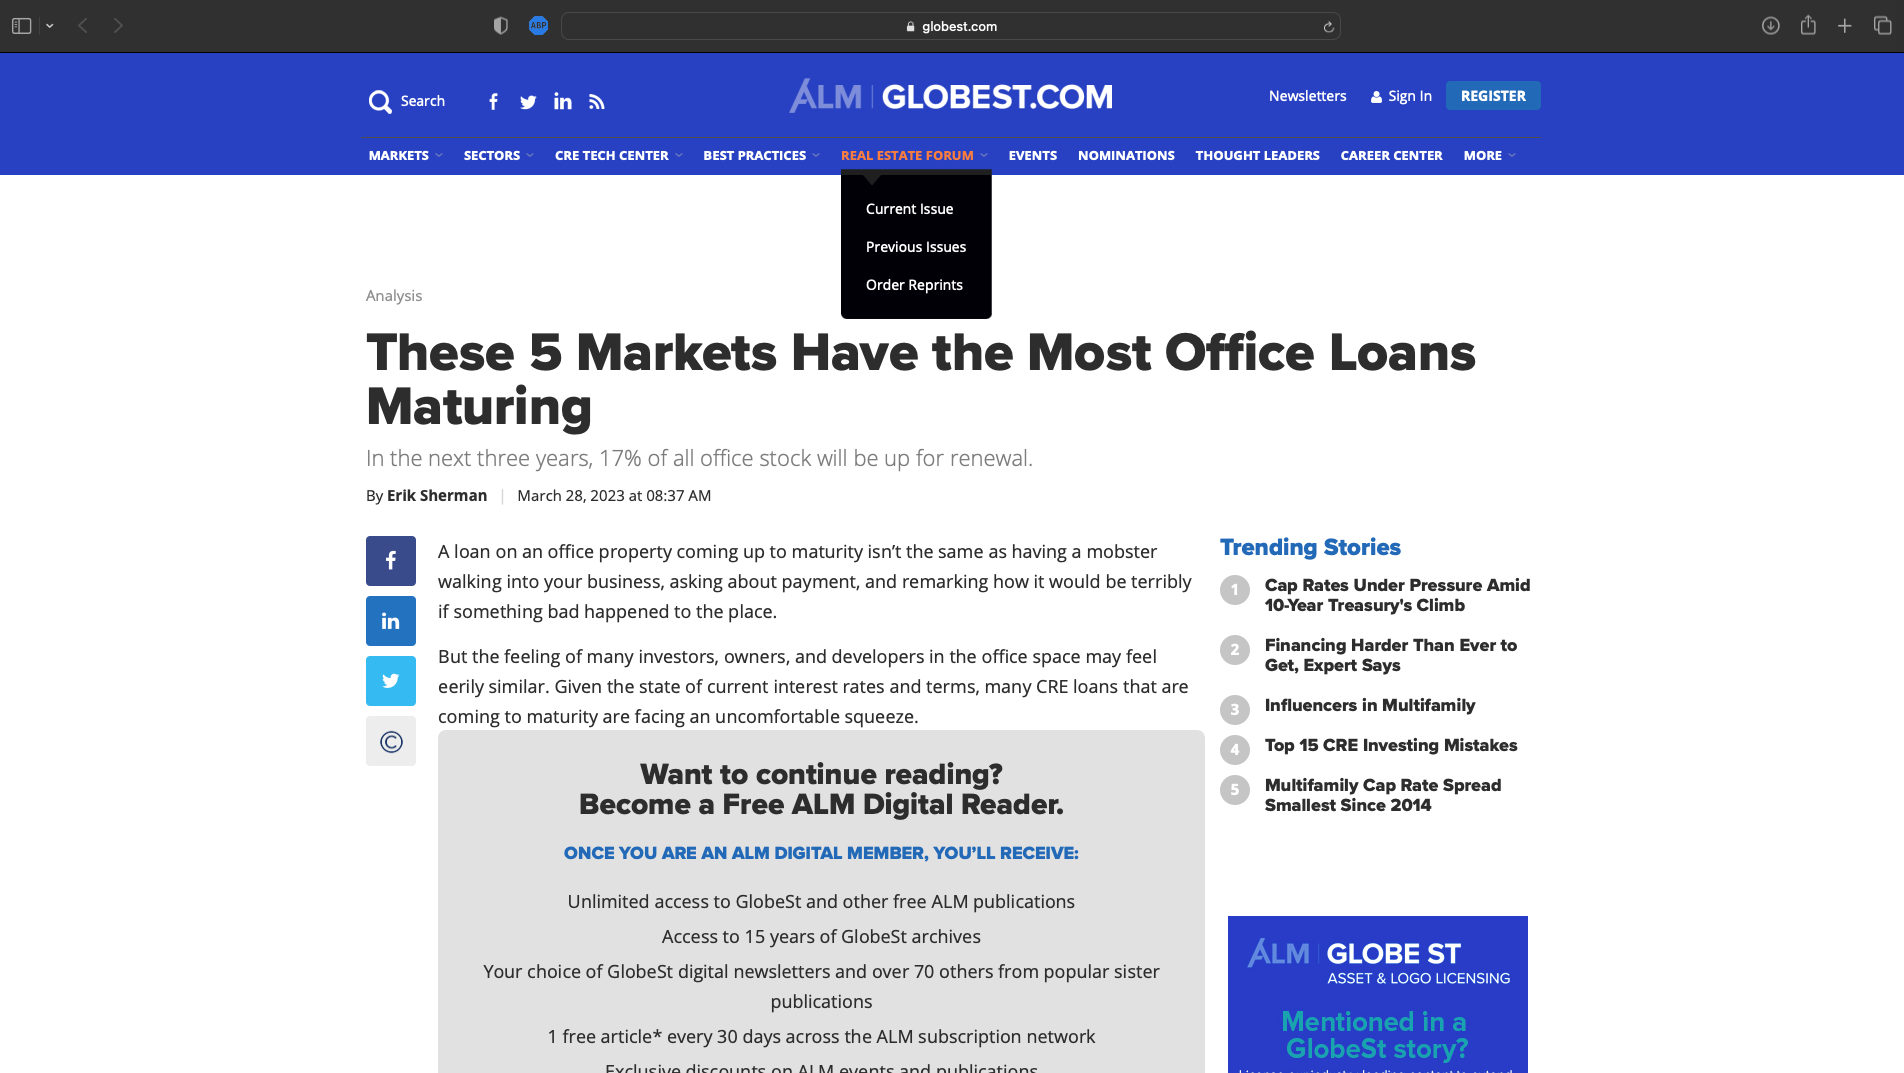 ABP
globest.com
Search
ALM | GLOBEST.COM
Newsletters
Sign In
REGISTER
MARKETS
SECTORS
CRE TECH CENTER
BEST PRACTICES
REAL ESTATE FORUM
EVENTS
NOMINATIONS
THOUGHT LEADERS
CAREER CENTER
MORE
Current Issue
Previous Issues
Order Reprints
Analysis
These 5 Markets Have the Most Office Loans
Maturing
In the next three years, 17% of all office stock will be up for renewal.
By Erik Sherman | March 28, 2023 at 08:37 AM
A loan on an office property coming up to maturity isn’t the same as having a mobster
walking into your business, asking about payment, and remarking how it would be terribly
if something bad happened to the place.
But the feeling of many investors, owners, and developers in the office space may feel
eerily similar. Given the state of current interest rates and terms, many CRE loans that are
coming to maturity are facing an uncomfortable squeeze.
Want to continue reading?
Become a Free ALM Digital Reader.
ONCE YOU ARE AN ALM DIGITAL MEMBER, YOU’LL RECEIVE:
Unlimited access to GlobeSt and other free ALM publications
Access to 15 years of GlobeSt archives
Your choice of GlobeSt digital newsletters and over 70 others from popular sister
publications
1 free article* every 30 days across the ALM subscription network
Exclusive discounts on ALM events and publications
Trending Stories
1 Cap Rates Under Pressure Amid
10-Year Treasury's Climb
2 Financing Harder Than Ever to
Get, Expert Says
3 Influencers in Multifamily
4 Top 15 CRE Investing Mistakes
5 Multifamily Cap Rate Spread
Smallest Since 2014
ALM | GLOBE ST
ASSET & LOGO LICENSING
Mentioned in a
GlobeSt story?